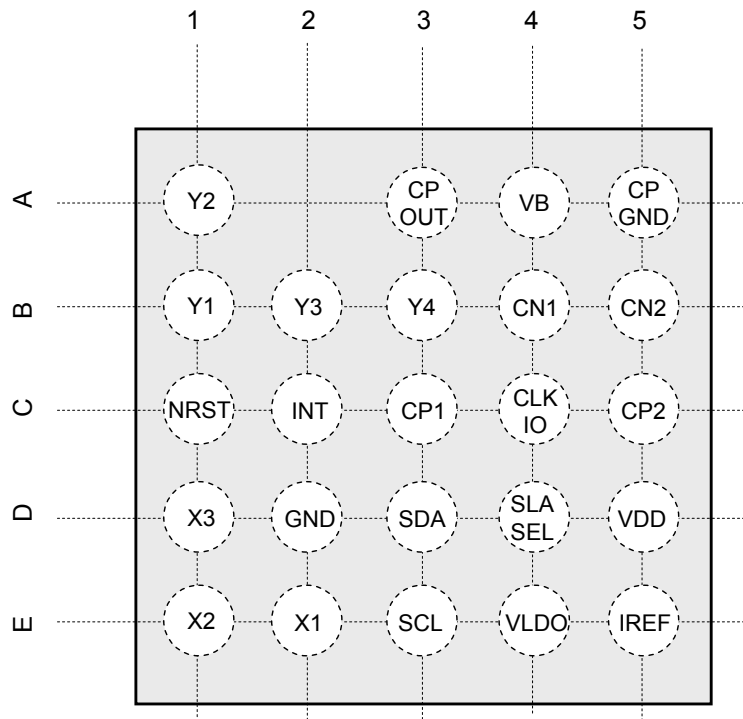 1 2 3 4 5
A Y2 CP OUT VB CP GND
B Y1 Y3 Y4 CN1 CN2
C NRST INT CP1 CLK IO CP2
D X3 GND SDA SLA SEL VDD
E X2 X1 SCL VLDO IREF